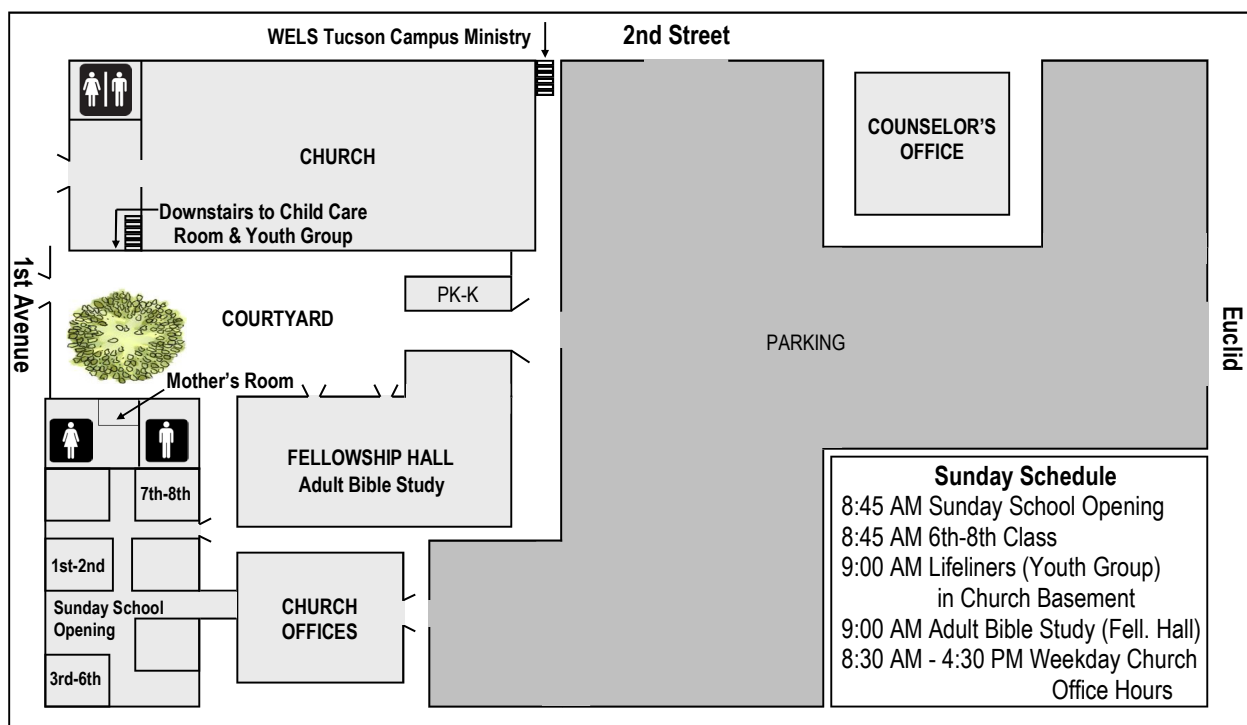 WELS Tucson Campus Ministry
2nd Street
CHURCH
COUNSELOR'S
OFFICE
Downstairs to Child Care
Room & Youth Group
1st Avenue
PK-K
COURTYARD
PARKING
Euclid
Mother's Room
FELLOWSHIP HALL
Adult Bible Study
7th-8th
1st-2nd
Sunday School
Opening
CHURCH
OFFICES
3rd-6th
Sunday Schedule
8:45 AM Sunday School Opening
8:45 AM 6th-8th Class
9:00 AM Lifeliners (Youth Group)
in Church Basement
9:00 AM Adult Bible Study (Fell. Hall)
8:30 AM - 4:30 PM Weekday Church
Office Hours